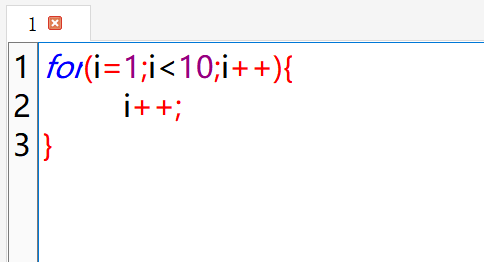 1
1 for(i=1;i<10;i++){
2 i++;
3 }